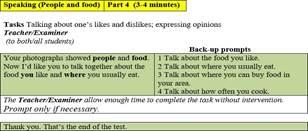 Speaking (People and food) Part 4 (3-4 minutes)
Tasks Talking about one's likes and dislikes; expressing opinions
Teacher/Examiner
(to both/all students)
Back-up prompts
Your photographs showed people and food.
Now I'd like you to talk together about the
food you like and where you usually eat.
1 Talk about the food you like.
2 Talk about where you usually eat.
3 Talk about where you can buy food in
your area.
4 Talk about how often you cook.
The Teacher/Examiner allow enough time to complete the task without intervention.
Prompt only if necessary.
Thank you. That's the end of the test.